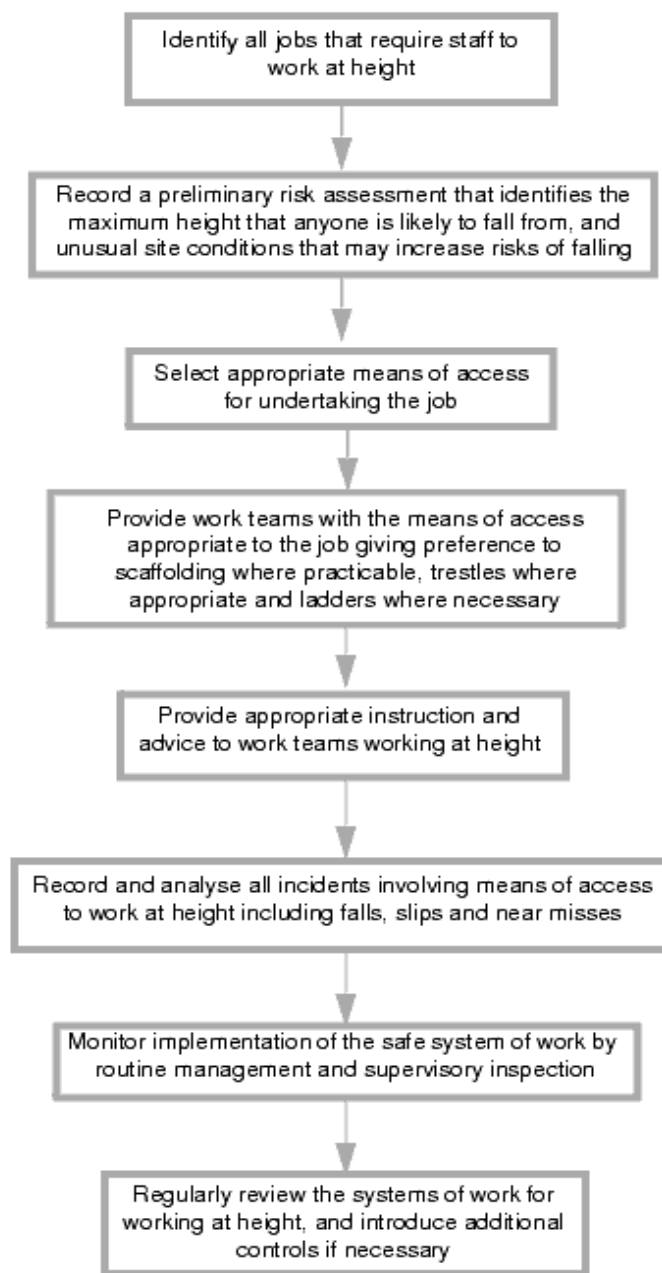 Identify all jobs that require staff to
work at height
Record a preliminary risk assessment that identifies the
maximum height that anyone is likely to fall from, and
unusual site conditions that may increase risks of falling
Select appropriate means of access
for undertaking the job
Provide work teams with the means of access
appropriate to the job giving preference to
scaffolding where practicable, trestles where
appropriate and ladders where necessary
Provide appropriate instruction and
advice to work teams working at height
Record and analyse all incidents involving means of access
to work at height including falls, slips and near misses
Monitor implementation of the safe system of work by
routine management and supervisory inspection
Regularly review the systems of work for
working at height, and introduce additional
controls if necessary